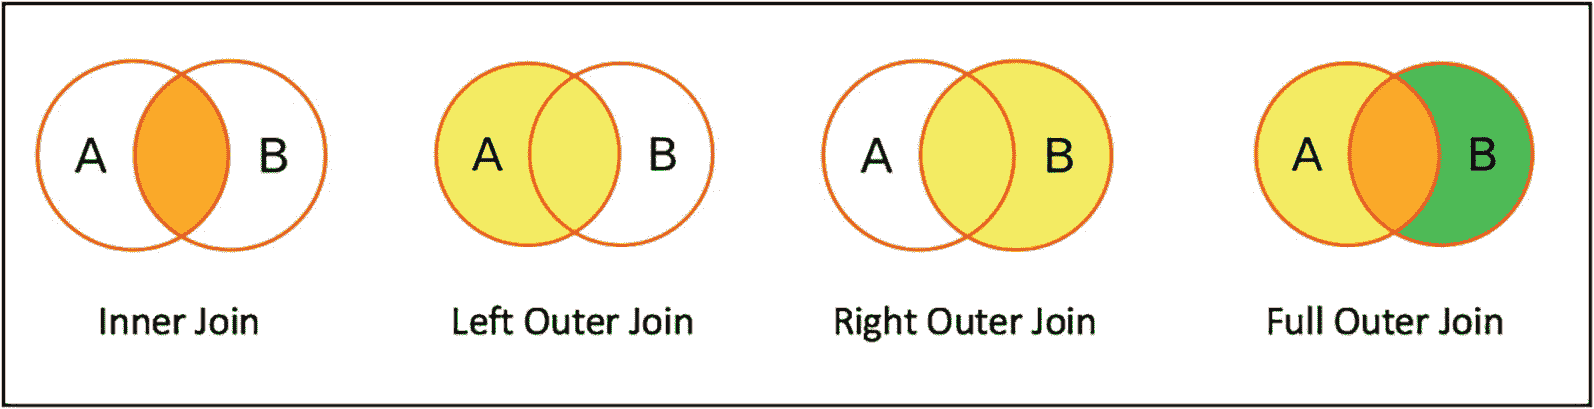 A B
A B
A B
A B
Inner Join
Left Outer Join
Right Outer Join
Full Outer Join